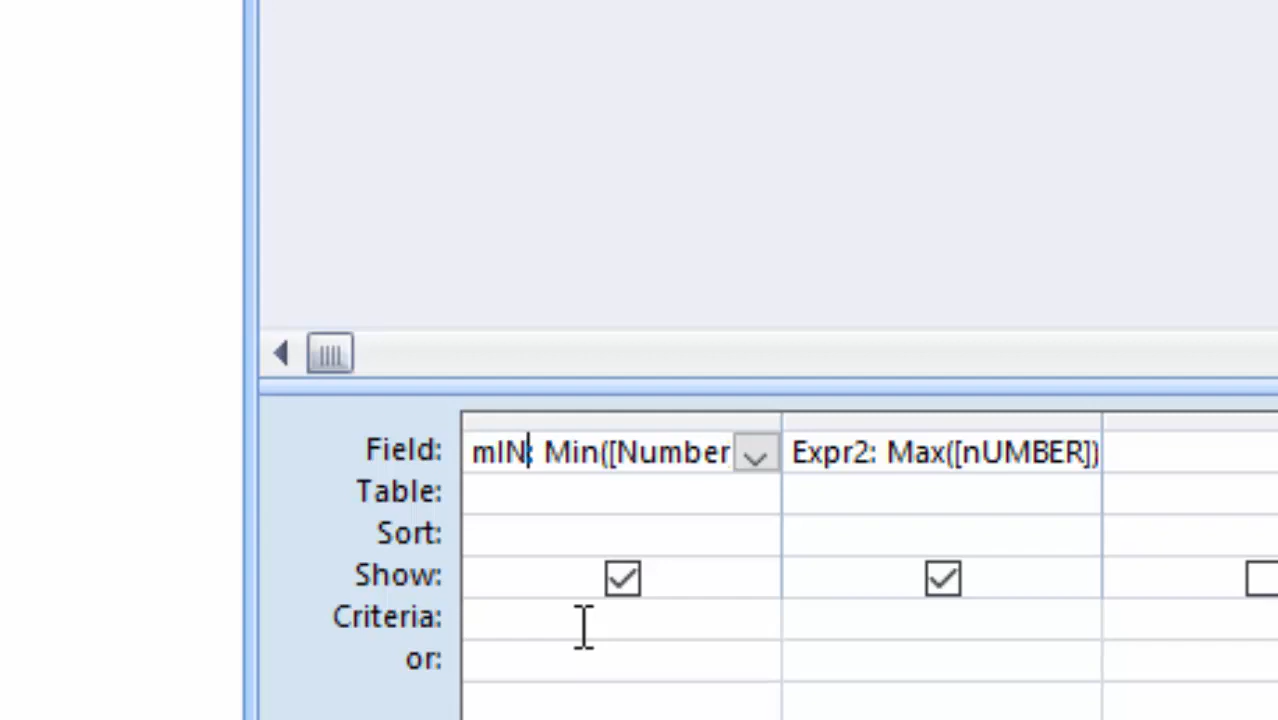 Field: mIN: Min([Number Expr2: Max([nUMBER])
Table:
Sort:
Show:
Criteria:
or: